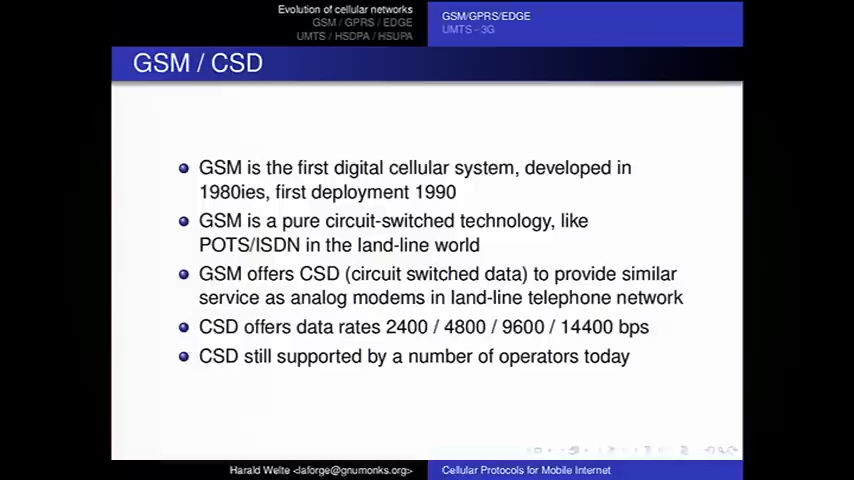 Evolution of cellular networks
GSM / GPRS / EDGE
UMTS / HSDPA / HSUPA
GSM/GPRS/EDGE
UMTS - 3G
GSM / CSD
GSM is the first digital cellular system, developed in
1980ies, first deployment 1990
GSM is a pure circuit-switched technology, like
POTS/ISDN in the land-line world
GSM offers CSD (circuit switched data) to provide similar
service as analog modems in land-line telephone network
CSD offers data rates 2400 / 4800 / 9600 / 14400 bps
CSD still supported by a number of operators today
Harald Welte <laforge@gnumonks.org>
Cellular Protocols for Mobile Internet